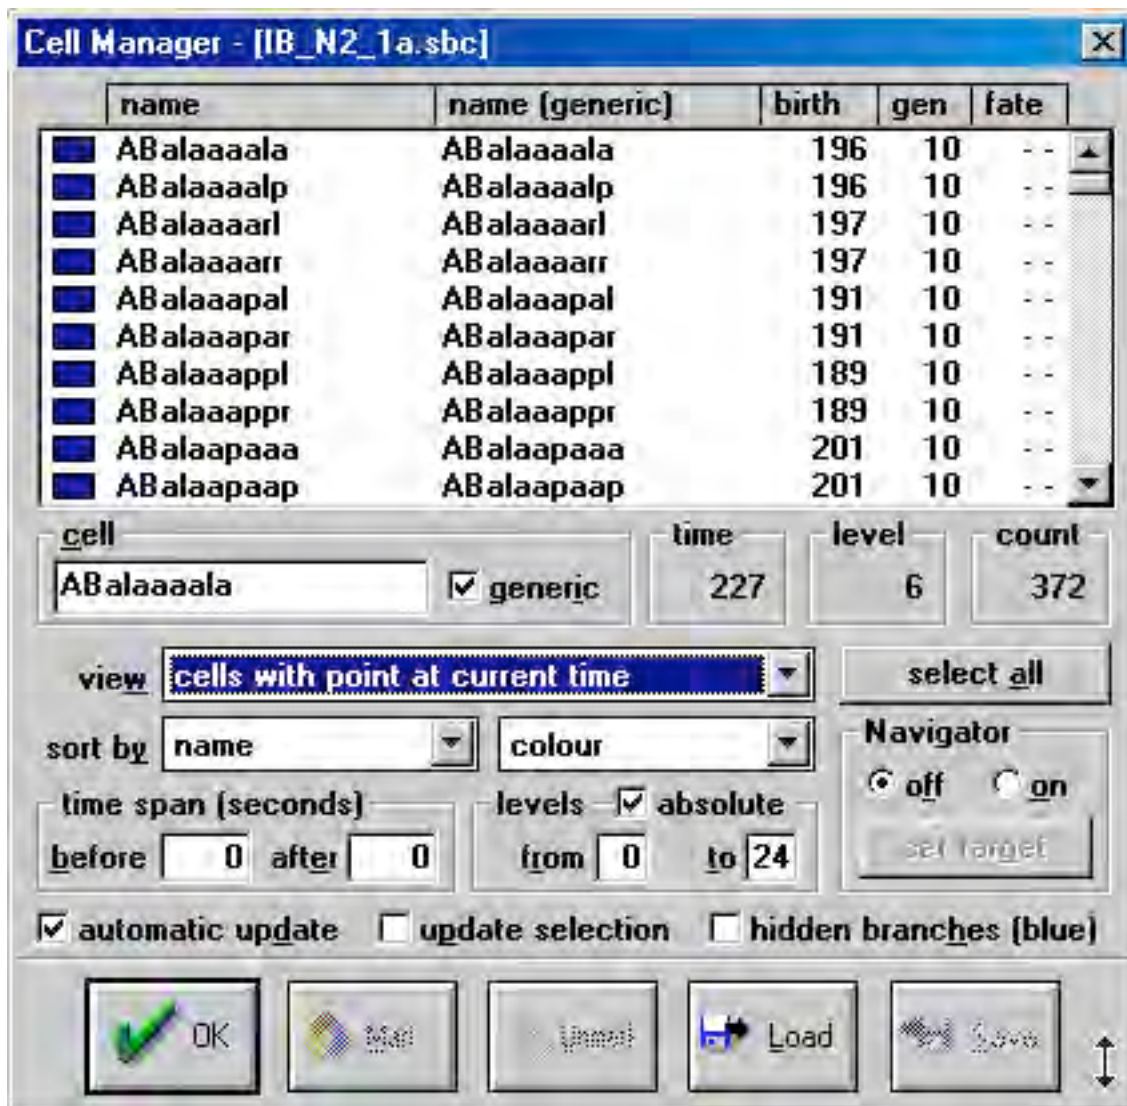 Cell Manager - [IB_N2_1a.sbc]
name name (generic) birth gen fate
ABalaaaala ABalaaaala 196 10 - -
ABalaaaalp ABalaaaalp 196 10 - -
ABalaaaarl ABalaaaarl 197 10 - -
ABalaaaarr ABalaaaarr 197 10 - -
ABalaaapal ABalaaapal 191 10 - -
ABalaaapar ABalaaapar 191 10 - -
ABalaaappl ABalaaappl 189 10 - -
ABalaaappr ABalaaappr 189 10 - -
ABalaapaaa ABalaapaaa 201 10 - -
ABalaapaap ABalaapaap 201 10 - -
cell time level count
ABalaaaala generic 227 6 372
view cells with point at current time select all
sort by name colour Navigator
off on
time span (seconds) levels absolute
before 0 after 0 from 0 to 24 set target
automatic update update selection hidden branches (blue)
OK Load Save